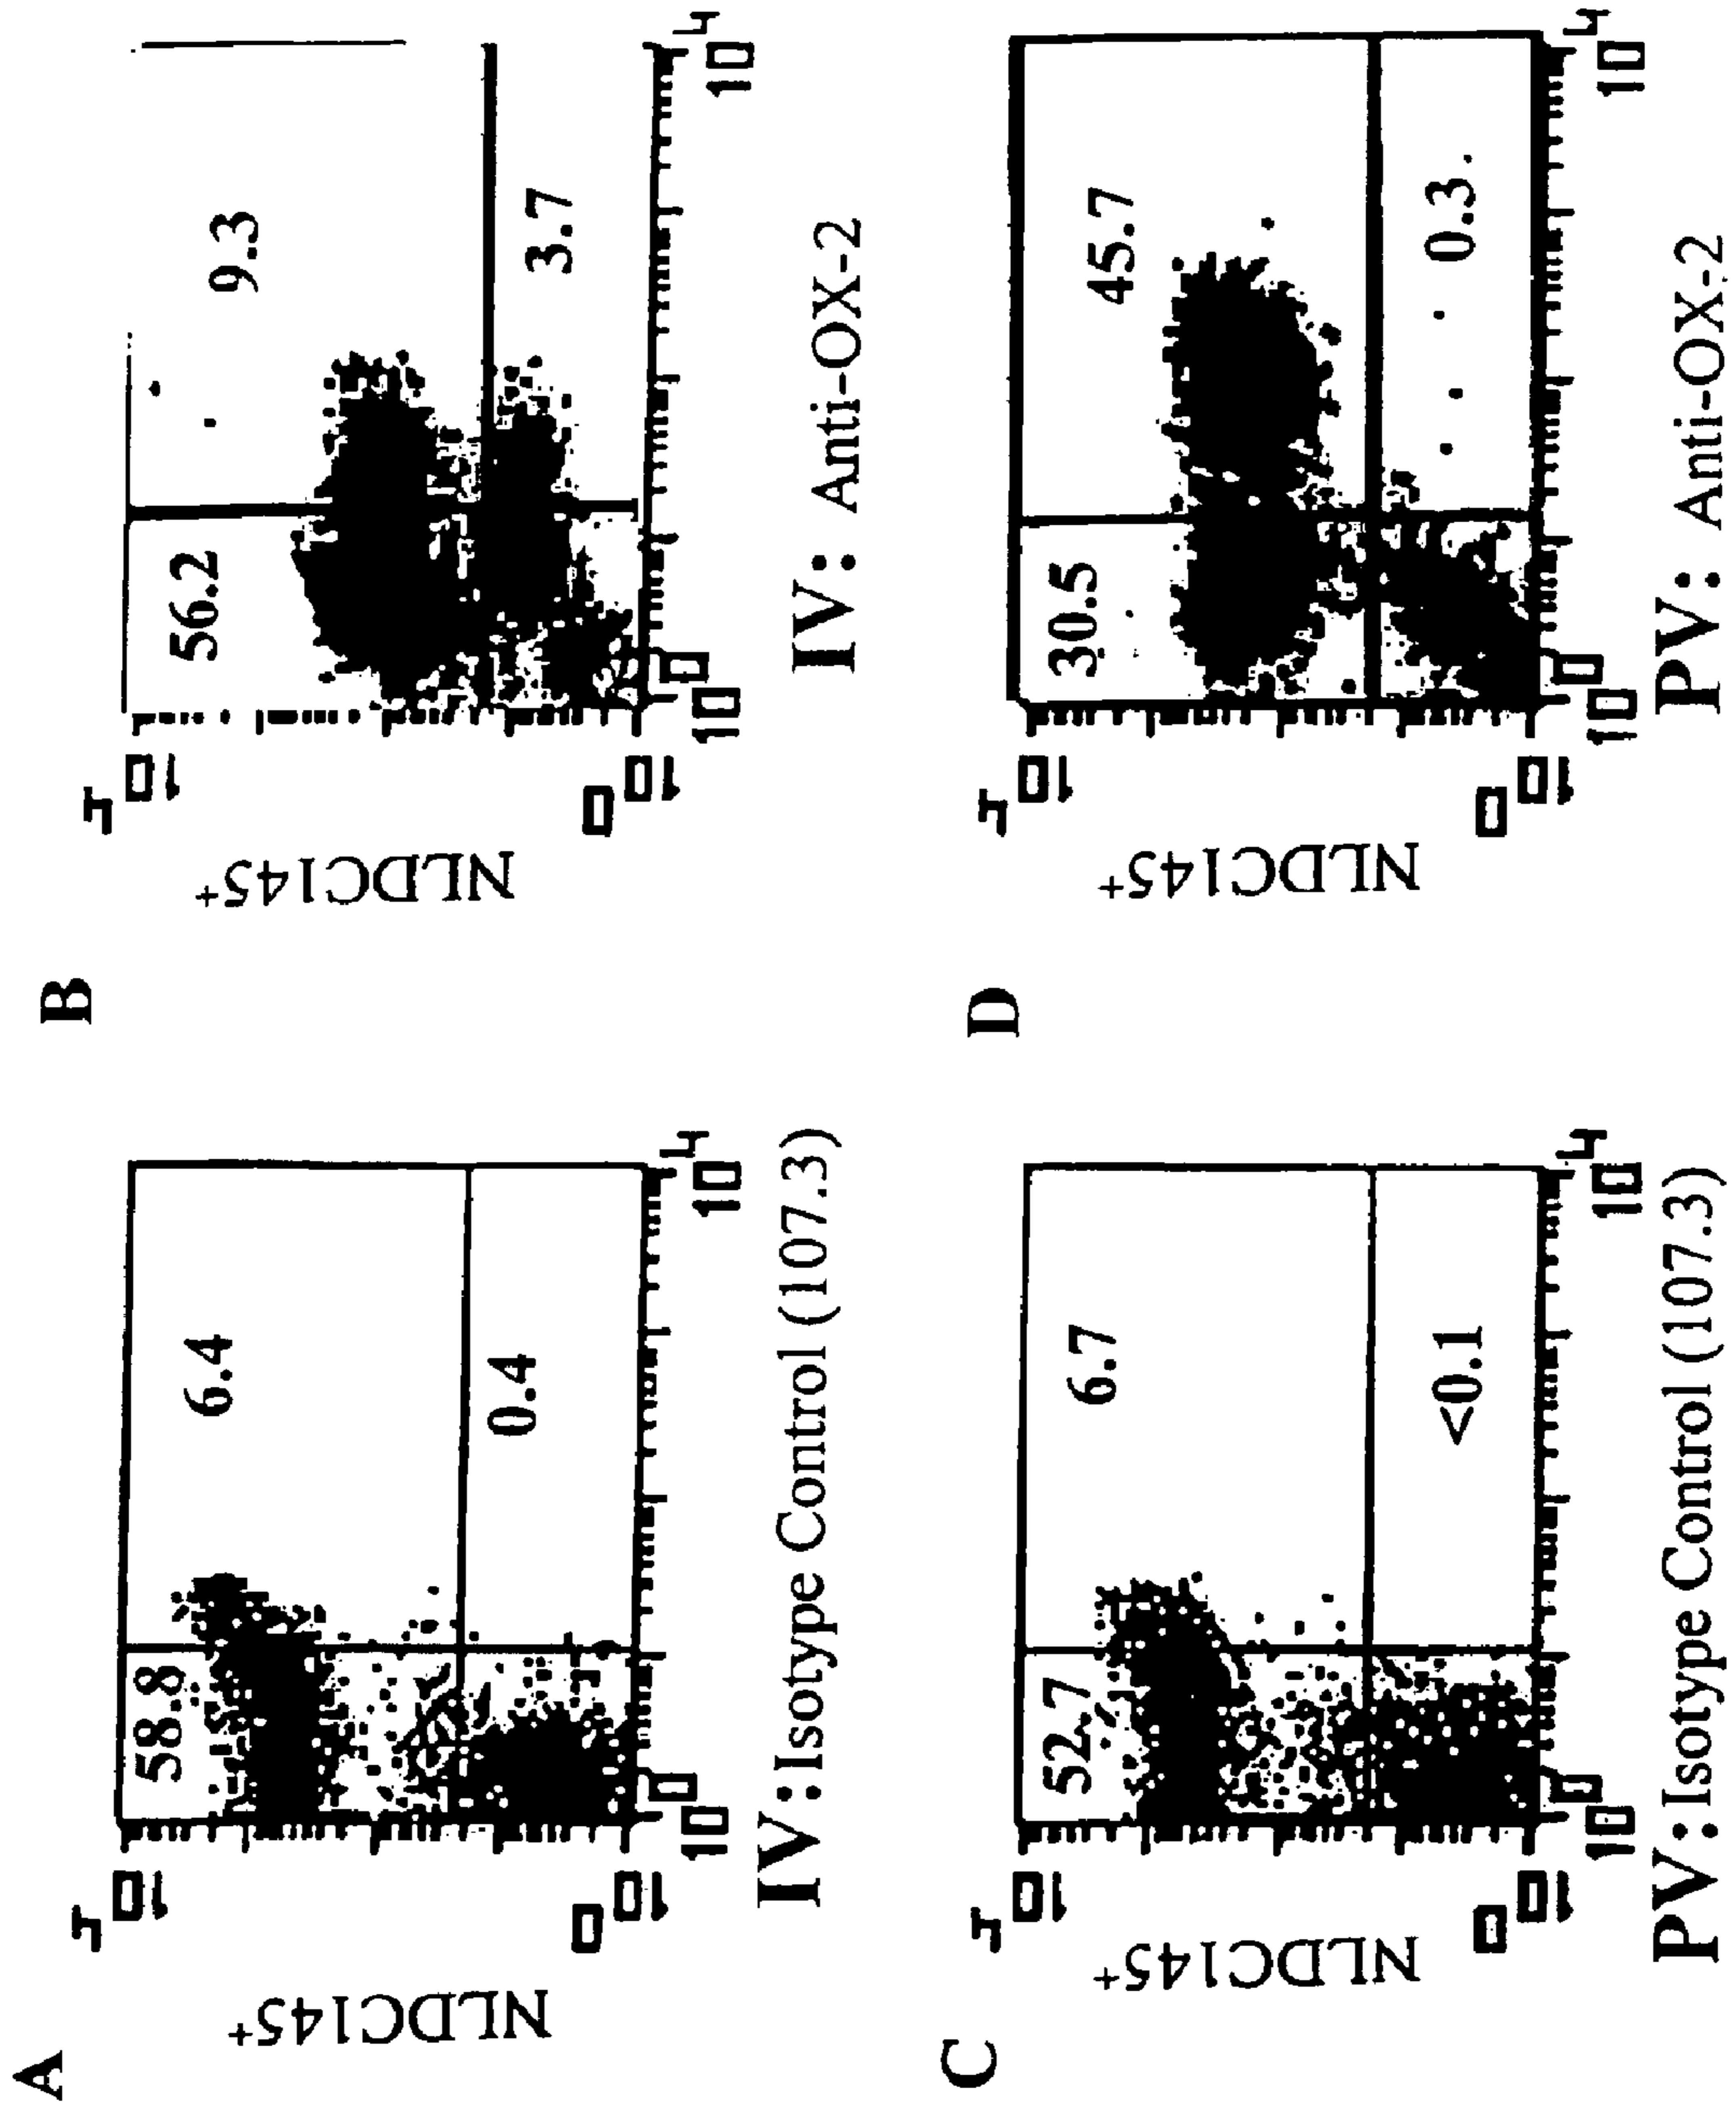 A
NLDC145+
10 4
10 0
58.8
6.4
0.4
10 0
10 4
IV: Isotype Control (107.3)
B
NLDC145+
10 4
10 0
56.2
9.3
3.7
10 0
10 4
IV: Anti-OX-2
C
NLDC145+
10 4
10 0
52.7
6.7
<0.1
10 0
10 4
PV: Isotype Control (107.3)
D
NLDC145+
10 4
10 0
30.5
45.7
0.3
10 0
10 4
PV: Anti-OX-2